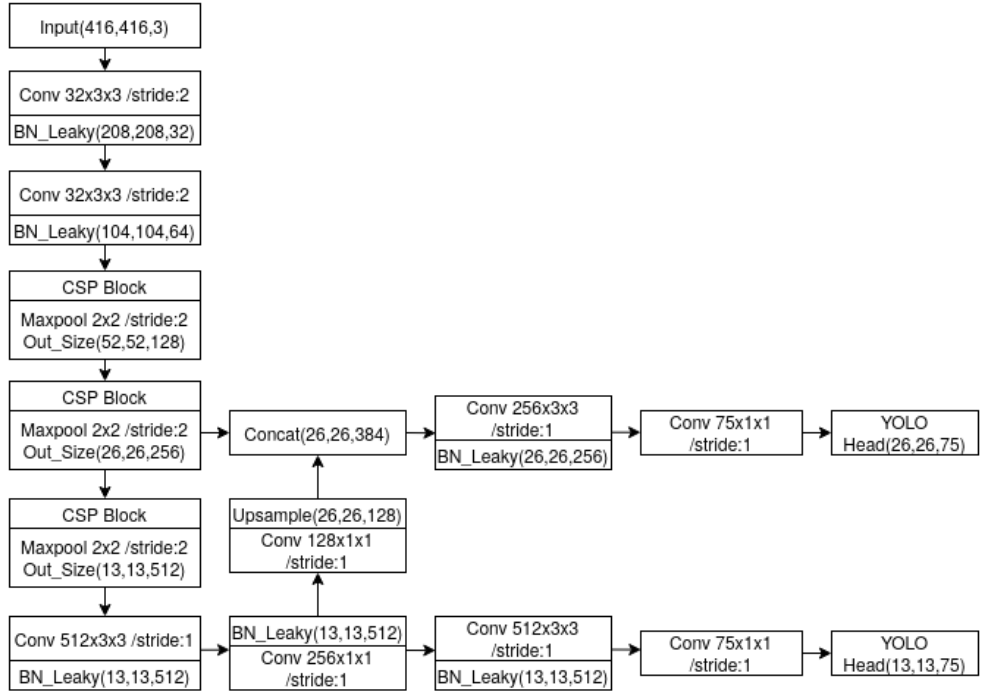 Input(416,416,3)
Conv 32x3x3 /stride:2
BN_Leaky(208,208,32)
Conv 32x3x3 /stride:2
BN_Leaky(104,104,64)
CSP Block
Maxpool 2x2 /stride:2
Out_Size(52,52,128)
CSP Block
Maxpool 2x2 /stride:2
Out_Size(26,26,256)
Concat(26,26,384)
Conv 256x3x3
/stride:1
BN_Leaky(26,26,256)
Conv 75x1x1
/stride:1
YOLO
Head(26,26,75)
CSP Block
Maxpool 2x2 /stride:2
Out_Size(13,13,512)
Upsample(26,26,128)
Conv 128x1x1
/stride:1
Conv 512x3x3 /stride:1
BN_Leaky(13,13,512)
BN_Leaky(13,13,512)
Conv 256x1x1
/stride:1
Conv 512x3x3
/stride:1
BN_Leaky(13,13,512)
Conv 75x1x1
/stride:1
YOLO
Head(13,13,75)